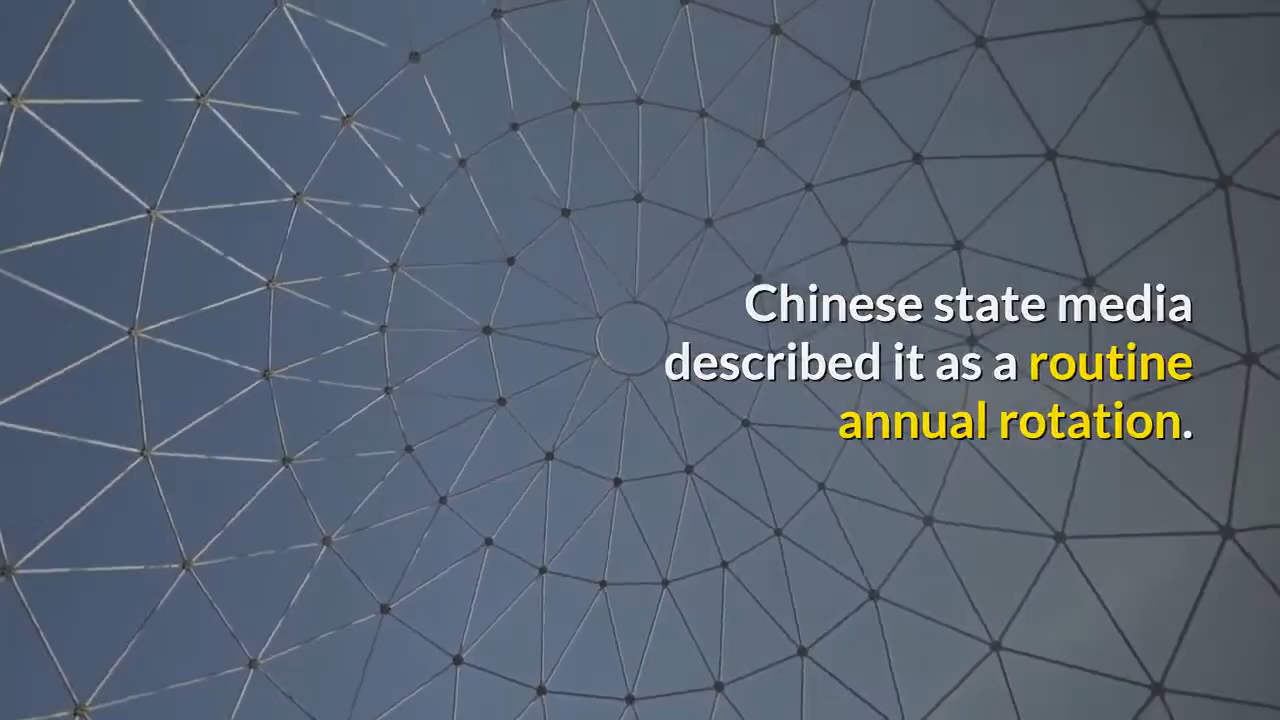 Chinese state media
described it as a routine
annual rotation.